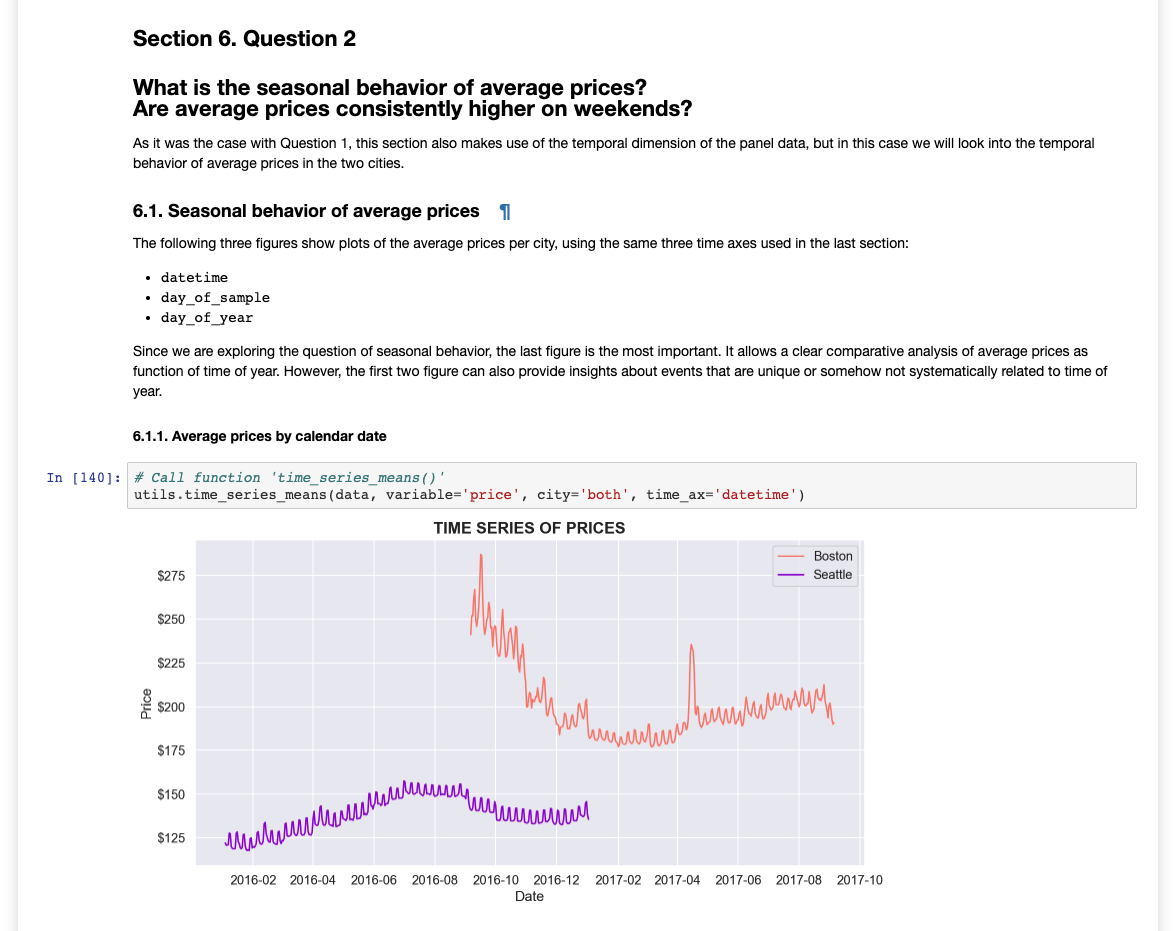 Section 6. Question 2
What is the seasonal behavior of average prices?
Are average prices consistently higher on weekends?
As it was the case with Question 1, this section also makes use of the temporal dimension of the panel data, but in this case we will look into the temporal
behavior of average prices in the two cities.
6.1. Seasonal behavior of average prices ¶
The following three figures show plots of the average prices per city, using the same three time axes used in the last section:
• datetime
• day_of_sample
• day_of_year
Since we are exploring the question of seasonal behavior, the last figure is the most important. It allows a clear comparative analysis of average prices as
function of time of year. However, the first two figure can also provide insights about events that are unique or somehow not systematically related to time of
year.
6.1.1. Average prices by calendar date
In [140]: # Call function 'time_series_means()'
utils.time_series_means(data, variable='price', city='both', time_ax='datetime')
TIME SERIES OF PRICES
Boston
Seattle
$275
$250
$225
$200
$175
$150
$125
Price
2016-02 2016-04 2016-06 2016-08 2016-10 2016-12 2017-02 2017-04 2017-06 2017-08 2017-10
Date